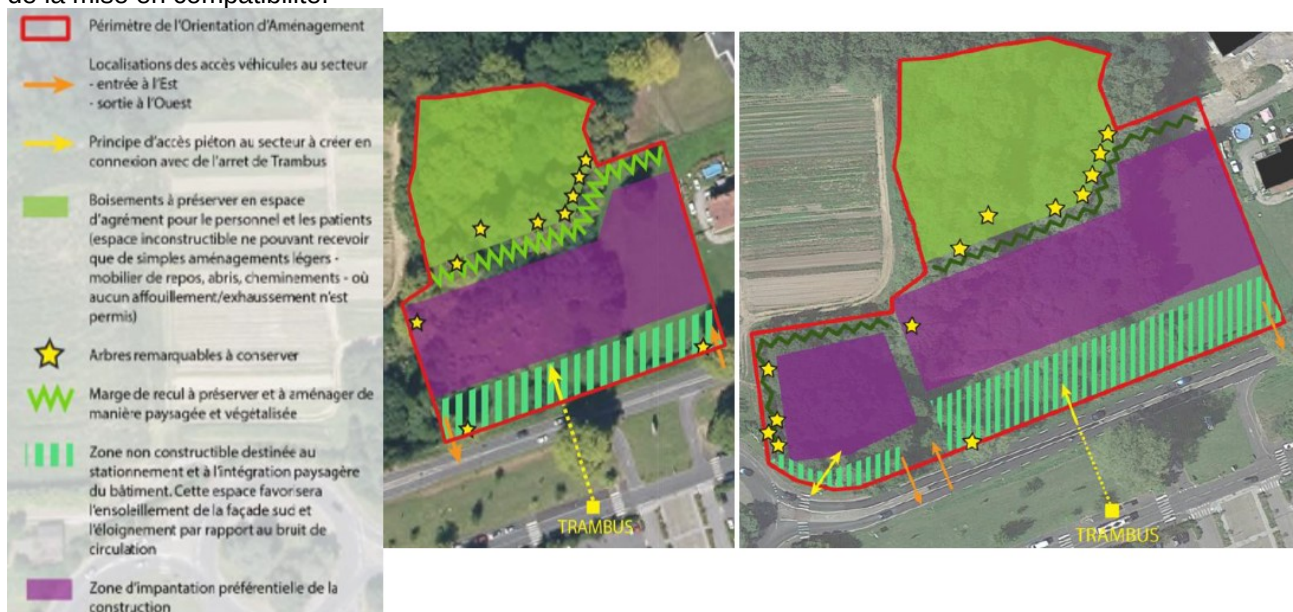 de la mise en compatibilité.
Périmètre de l'Orientation d'Aménagement
Localisations des accès véhicules au secteur
- entrée à l'Est
- sortie à l'Ouest
Principe d'accès piéton au secteur à créer en
connexion avec de l'arret de Trambus
Boisements à préserver en espace
d'agrément pour le personnel et les patients
(espace inconstructible ne pouvant recevoir
que de simples aménagements légers -
mobilier de repos, abris, cheminements - où
aucun affouillement/exhaussement n'est
permis)
Arbres remarquables à conserver
Marge de recul à préserver et à aménager de
manière paysagée et végétalisée
Zone non constructible destinée au
stationnement et à l'intégration paysagère
du bâtiment. Cette espace favorisera
l'ensoleillement de la façade sud et
l'éloignement par rapport au bruit de
circulation
Zone d'impantation préférentielle de la
construction
TRAMBUS
TRAMBUS